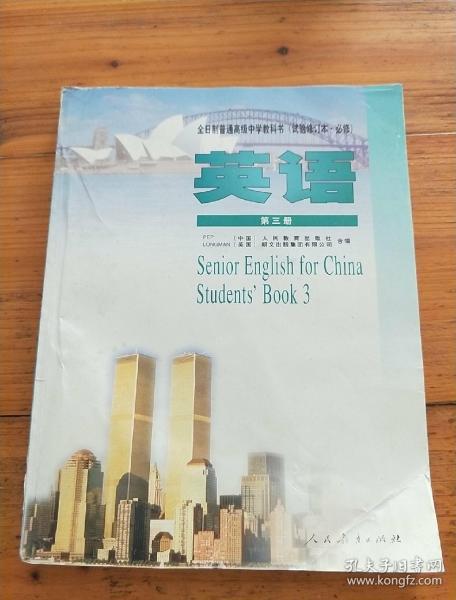 全日制普通高级中学教科书（试验修订本·必修）
英语
第三册
PEP （中国）人民教育出版社
LONGMAN （英国）朗文出版集团有限公司 合编
Senior English for China
Students' Book 3
人民教育出版社
孔夫子旧书网
www.kongfz.com